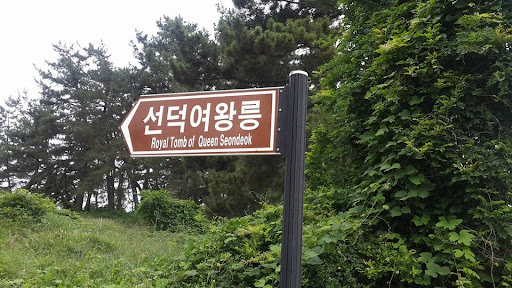 선덕여왕릉
Royal Tomb of Queen Seondeok